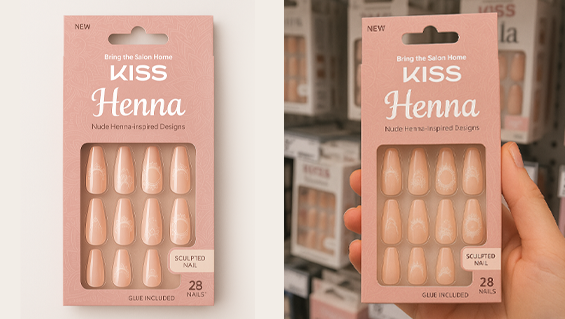 NEW
Bring the Salon Home
KISS
Henna
Nude Henna-Inspired Designs
SCULPTED
NAIL
28
NAILS
GLUE INCLUDED
NEW
Bring the Salon Home
KISS
Henna
Nude Henna-Inspired Designs
SCULPTED
NAIL
28
NAILS
GLUE INCLUDED
KISS